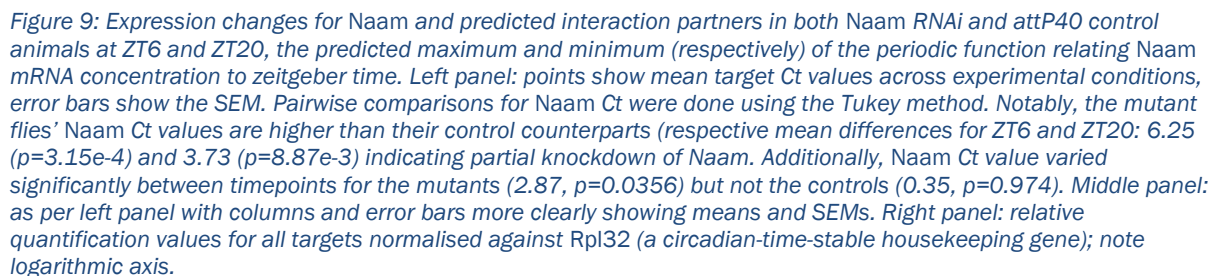 Figure 9: Expression changes for Naam and predicted interaction partners in both Naam RNAi and attP40 control
animals at ZT6 and ZT20, the predicted maximum and minimum (respectively) of the periodic function relating Naam
mRNA concentration to zeitgeber time. Left panel: points show mean target Ct values across experimental conditions,
error bars show the SEM. Pairwise comparisons for Naam Ct were done using the Tukey method. Notably, the mutant
flies’ Naam Ct values are higher than their control counterparts (respective mean differences for ZT6 and ZT20: 6.25
(p=3.15e-4) and 3.73 (p=8.87e-3) indicating partial knockdown of Naam. Additionally, Naam Ct value varied
significantly between timepoints for the mutants (2.87, p=0.0356) but not the controls (0.35, p=0.974). Middle panel:
as per left panel with columns and error bars more clearly showing means and SEMs. Right panel: relative
quantification values for all targets normalised against Rpl32 (a circadian-time-stable housekeeping gene); note
logarithmic axis.